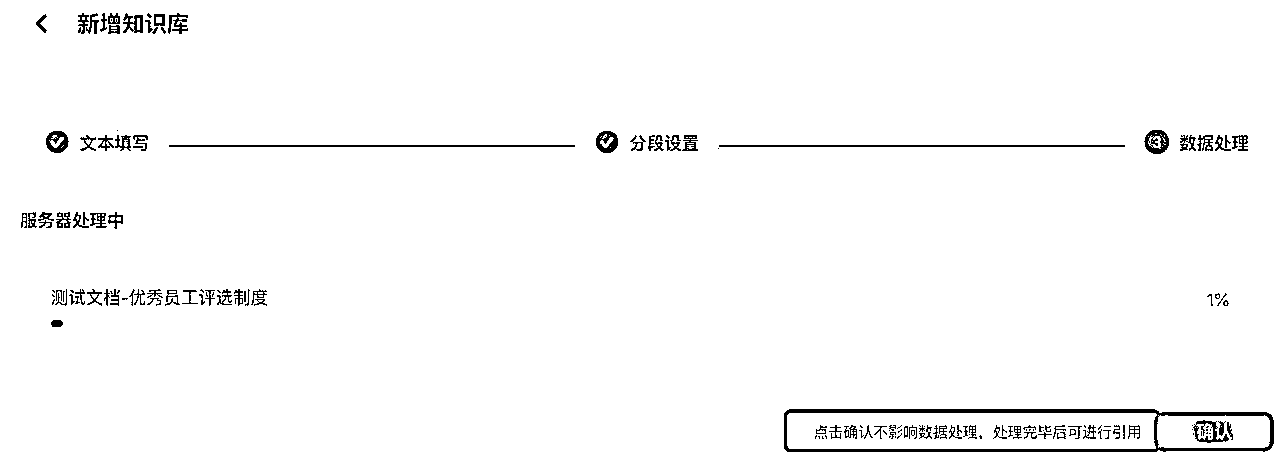 新增知识库
文本填写
分段设置
3 数据处理
服务器处理中
测试文档-优秀员工评选制度
1%
点击确认不影响数据处理，处理完毕后可进行引用
确认